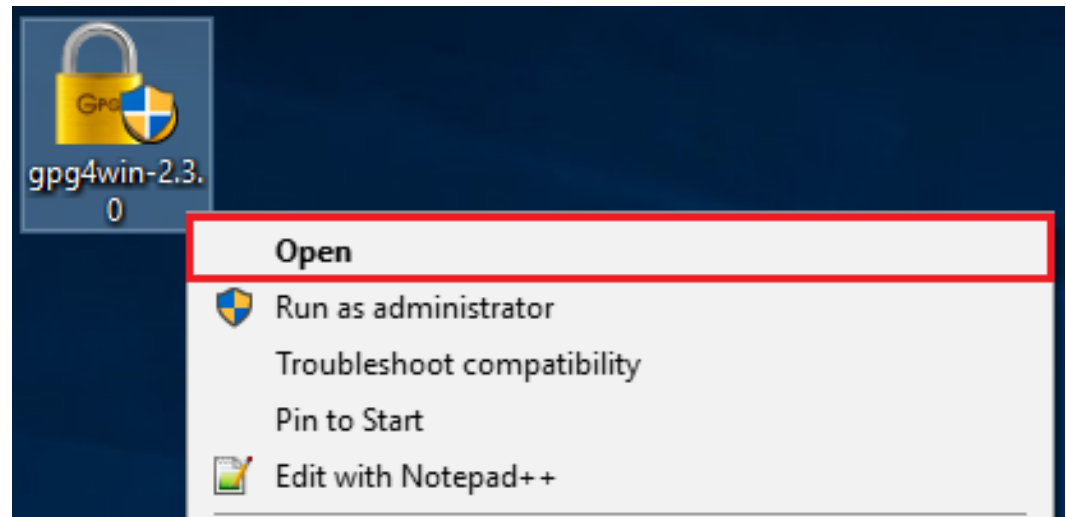 GPG
gpg4win-2.3.
0
Open
Run as administrator
Troubleshoot compatibility
Pin to Start
Edit with Notepad++